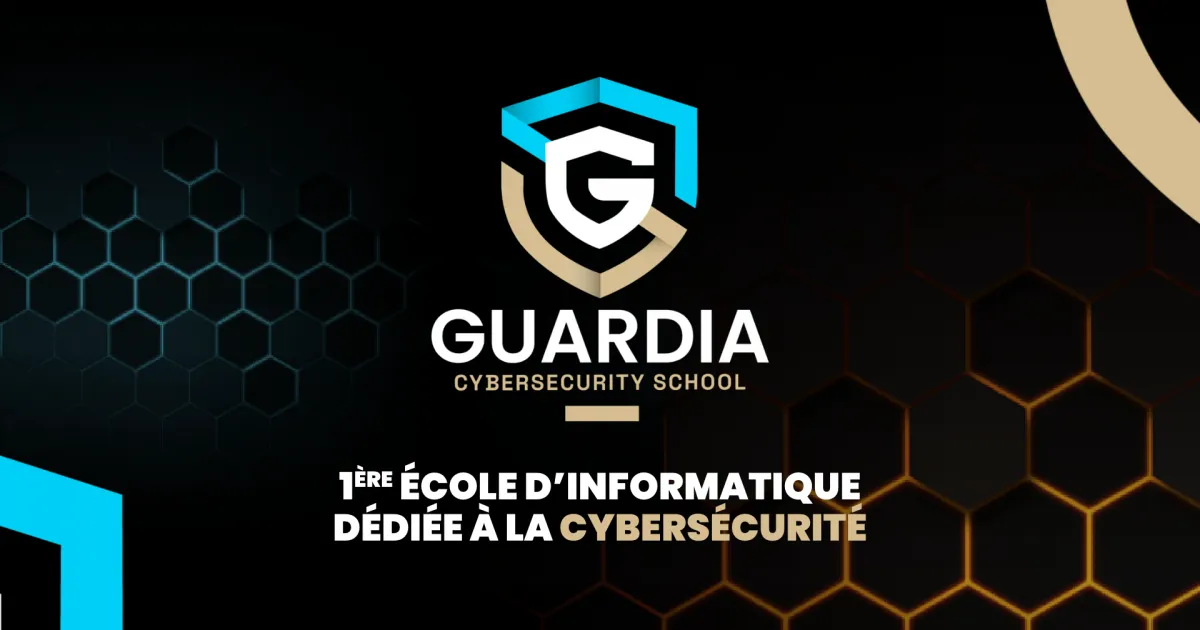 G
GUARDIA
CYBERSECURITY SCHOOL
1ÈRE ÉCOLE D’INFORMATIQUE
DÉDIÉE À LA CYBERSÉCURITÉ